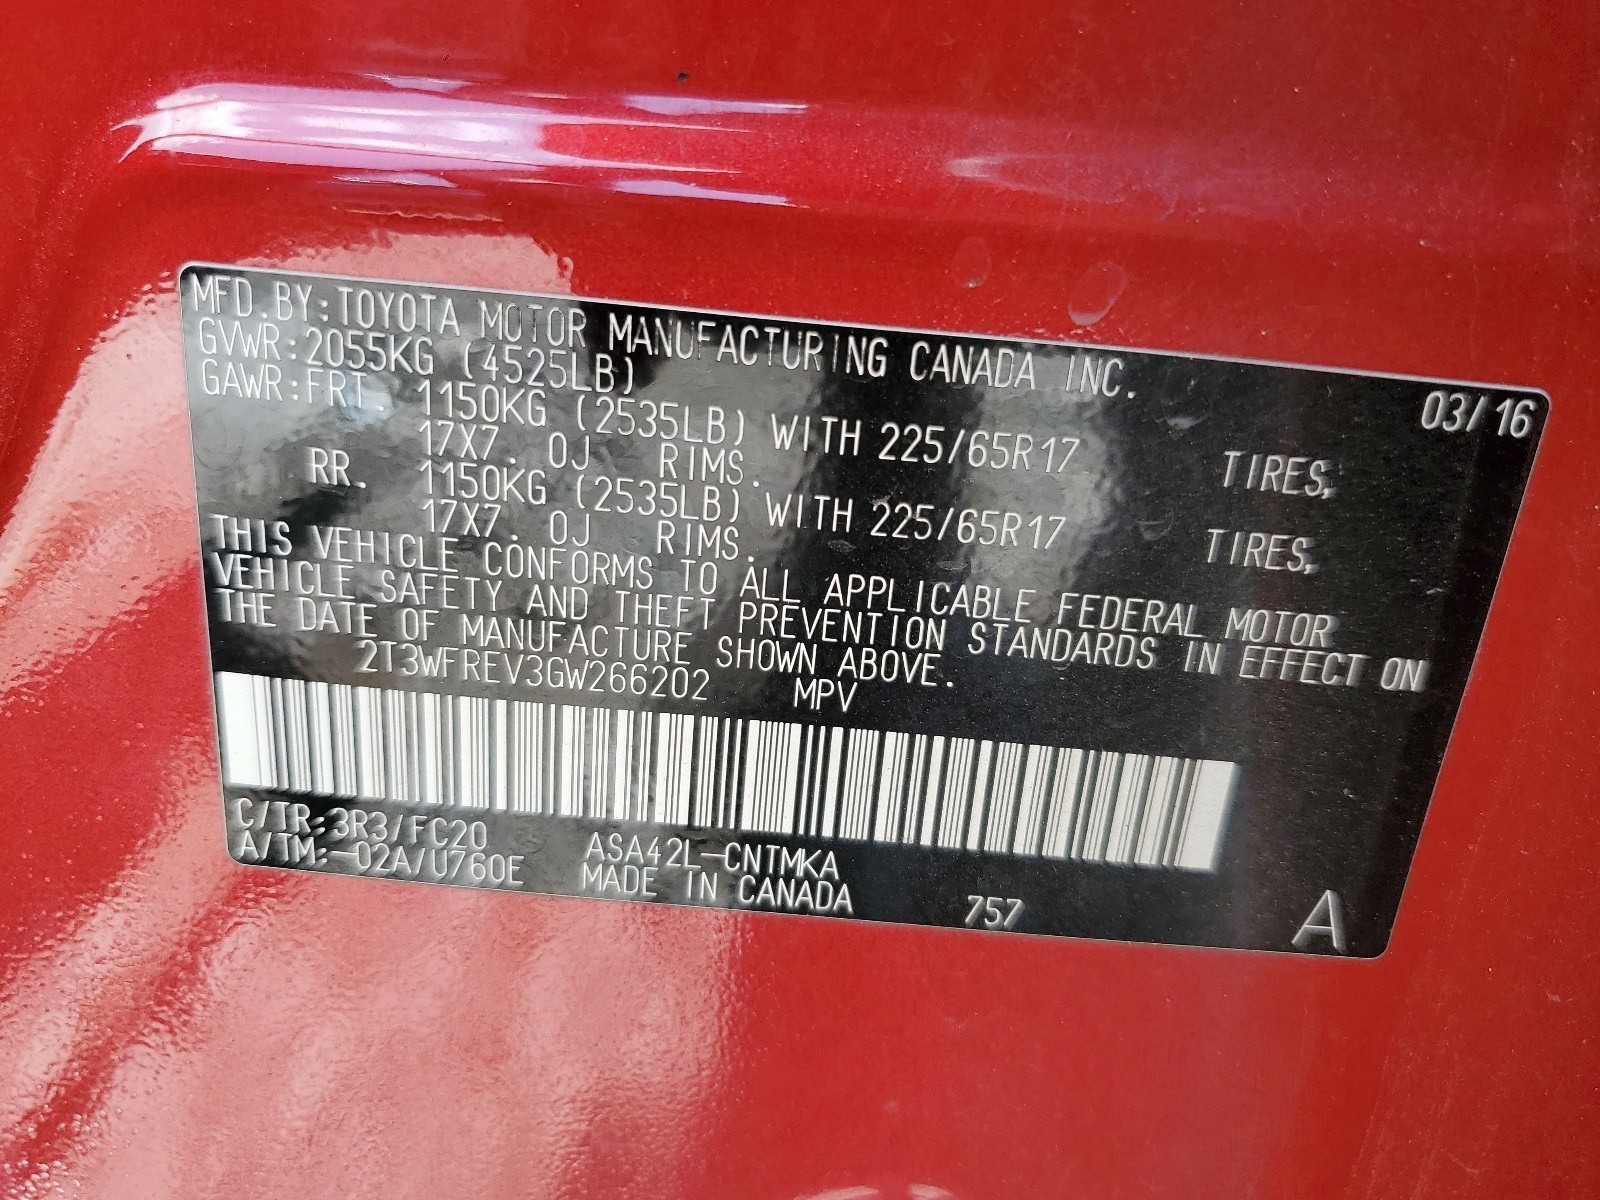 MFD.BY:TOYOTA MOTOR MANUFACTURING CANADA INC. 03/16
GVWR:2055KG (4525LB)
GAWR:FRT. 1150KG (2535LB) WITH 225/65R17 TIRES,
17X7.0J RIMS.
RR. 1150KG (2535LB) WITH 225/65R17 TIRES,
17X7.0J RIMS.
THIS VEHICLE CONFORMS TO ALL APPLICABLE FEDERAL MOTOR
VEHICLE SAFETY AND THEFT PREVENTION STANDARDS IN EFFECT ON
THE DATE OF MANUFACTURE SHOWN ABOVE.
2T3WFREV3GW266202 MPV
C/TR:3R3/FC20 ASA42L-CNTMKA
A/TM:-02A/U760E MADE IN CANADA 757 A